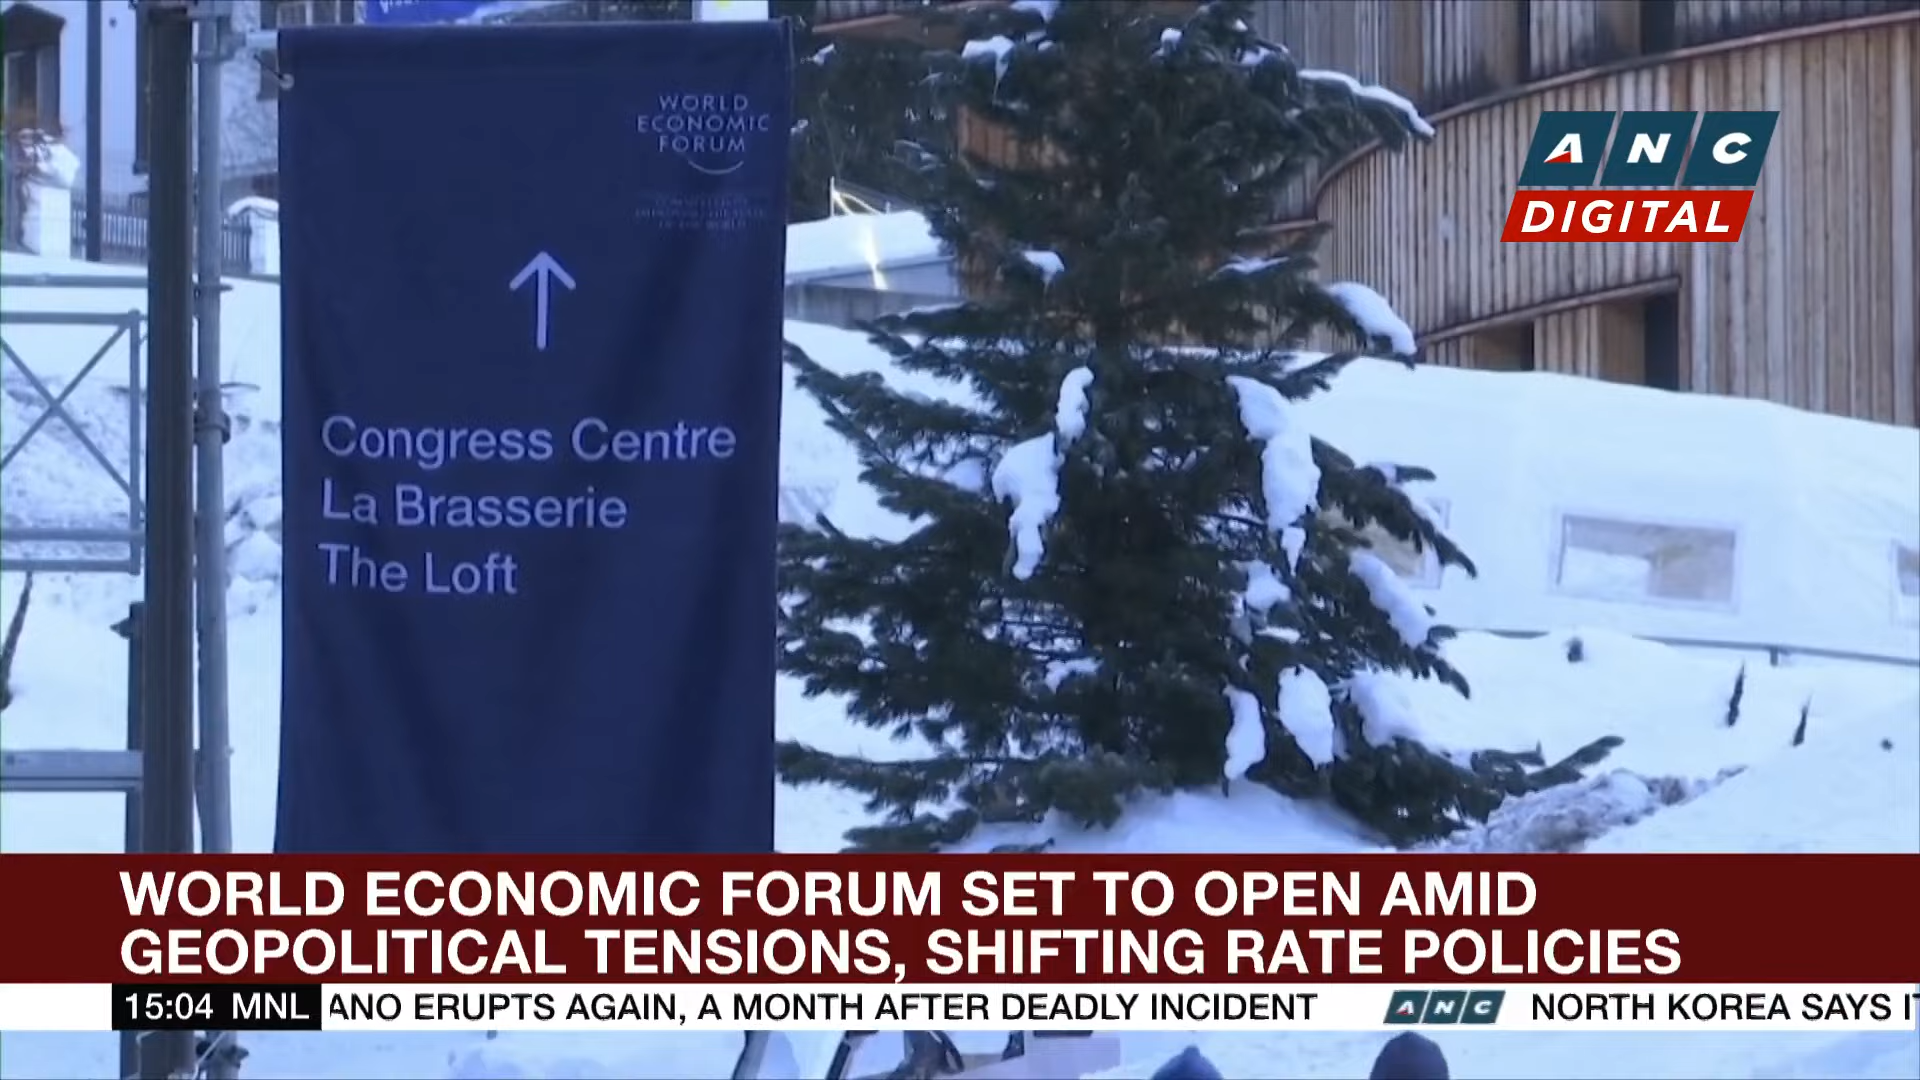 WORLD
ECONOMIC
FORUM
Congress Centre
La Brasserie
The Loft
ANC
DIGITAL
WORLD ECONOMIC FORUM SET TO OPEN AMID
GEOPOLITICAL TENSIONS, SHIFTING RATE POLICIES
15:04 MNL ANO ERUPTS AGAIN, A MONTH AFTER DEADLY INCIDENT ANC NORTH KOREA SAYS IT